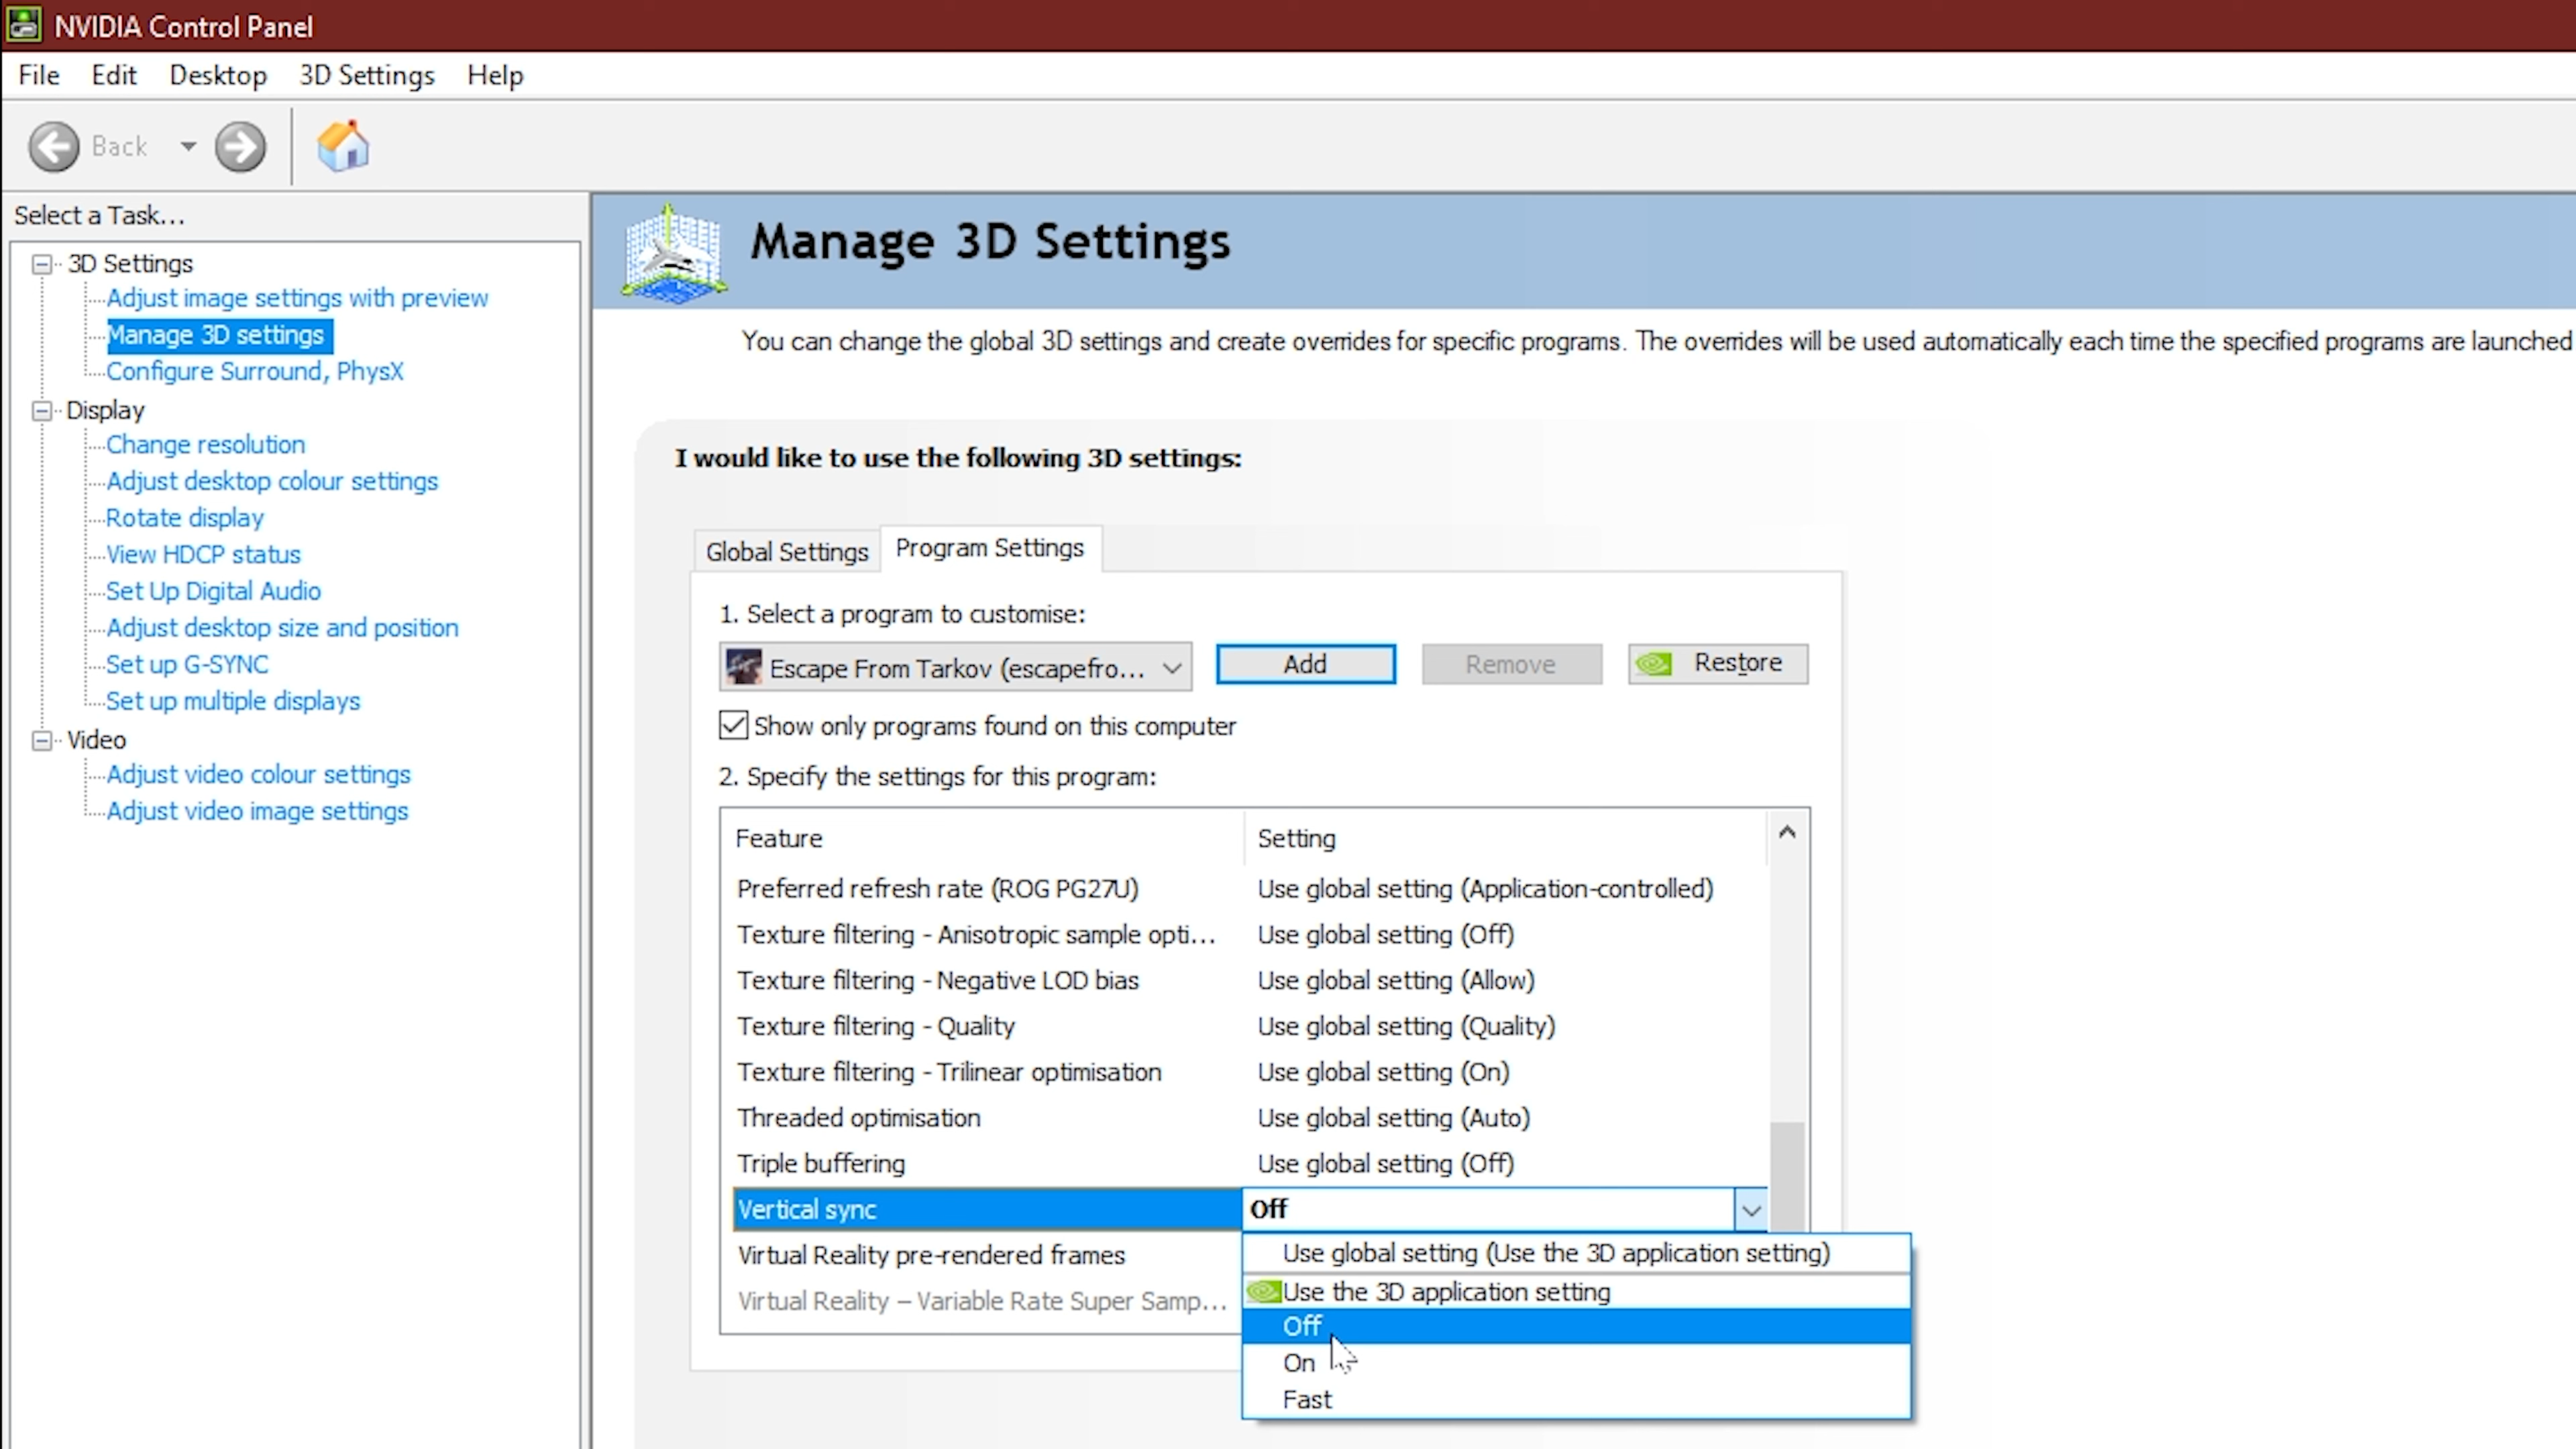 NVIDIA Control Panel
File Edit Desktop 3D Settings Help
Back
Select a Task...
3D Settings
Adjust image settings with preview
Manage 3D settings
Configure Surround, PhysX
Display
Change resolution
Adjust desktop colour settings
Rotate display
View HDCP status
Set Up Digital Audio
Adjust desktop size and position
Set up G-SYNC
Set up multiple displays
Video
Adjust video colour settings
Adjust video image settings
Manage 3D Settings
You can change the global 3D settings and create overrides for specific programs. The overrides will be used automatically each time the specified programs are launched
I would like to use the following 3D settings:
Global Settings Program Settings
1. Select a program to customise:
Escape From Tarkov (escapefro... Add Remove Restore
Show only programs found on this computer
2. Specify the settings for this program:
Feature Setting
Preferred refresh rate (ROG PG27U) Use global setting (Application-controlled)
Texture filtering - Anisotropic sample opti... Use global setting (Off)
Texture filtering - Negative LOD bias Use global setting (Allow)
Texture filtering - Quality Use global setting (Quality)
Texture filtering - Trilinear optimisation Use global setting (On)
Threaded optimisation Use global setting (Auto)
Triple buffering Use global setting (Off)
Vertical sync Off
Virtual Reality pre-rendered frames Use global setting (Use the 3D application setting)
Virtual Reality – Variable Rate Super Samp... Use the 3D application setting
Off
On
Fast